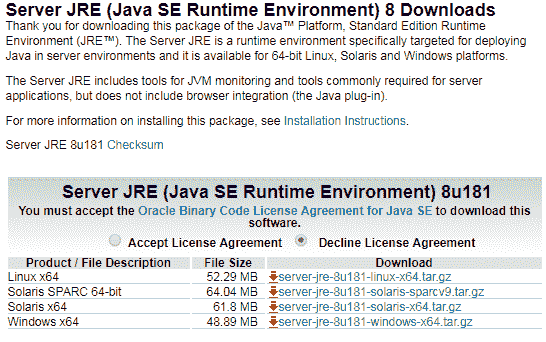 Server JRE (Java SE Runtime Environment) 8 Downloads
Thank you for downloading this package of the Java™ Platform, Standard Edition Runtime
Environment (JRE™). The Server JRE is a runtime environment specifically targeted for deploying
Java in server environments and it is available for 64-bit Linux, Solaris and Windows platforms.
The Server JRE includes tools for JVM monitoring and tools commonly required for server
applications, but does not include browser integration (the Java plug-in).
For more information on installing this package, see Installation Instructions.
Server JRE 8u181 Checksum
Server JRE (Java SE Runtime Environment) 8u181
You must accept the Oracle Binary Code License Agreement for Java SE to download this
software.
Accept License Agreement Decline License Agreement
Product / File Description File Size Download
Linux x64 52.29 MB server-jre-8u181-linux-x64.tar.gz
Solaris SPARC 64-bit 64.04 MB server-jre-8u181-solaris-sparcv9.tar.gz
Solaris x64 61.8 MB server-jre-8u181-solaris-x64.tar.gz
Windows x64 48.89 MB server-jre-8u181-windows-x64.tar.gz